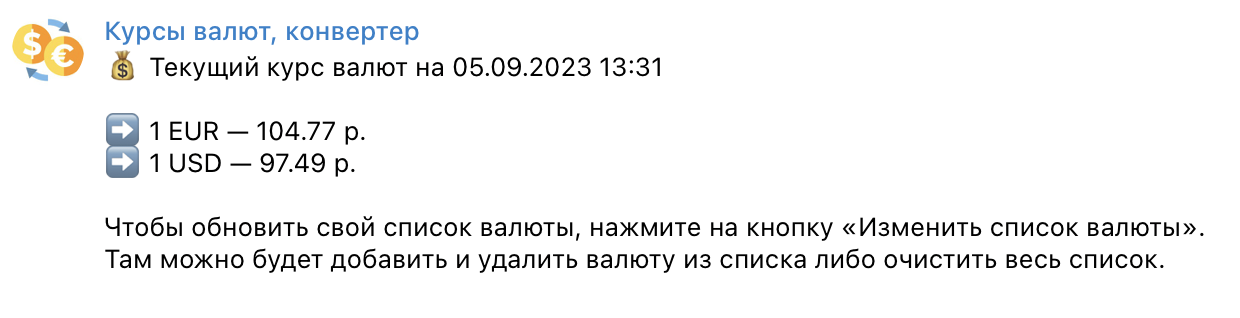 Курсы валют, конвертер
💰 Текущий курс валют на 05.09.2023 13:31
➡️ 1 EUR — 104.77 р.
➡️ 1 USD — 97.49 р.
Чтобы обновить свой список валюты, нажмите на кнопку «Изменить список валюты».
Там можно будет добавить и удалить валюту из списка либо очистить весь список.